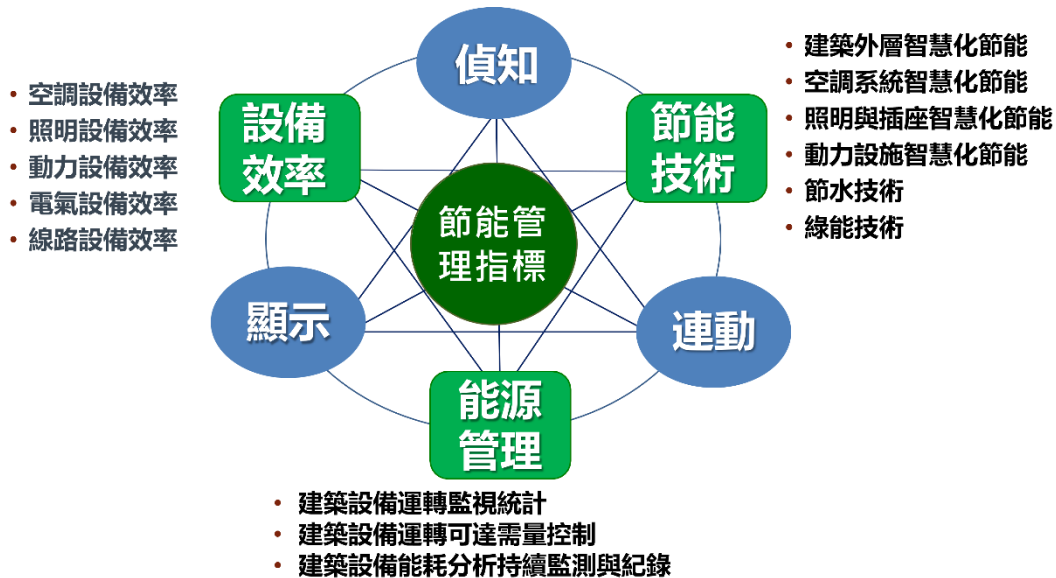 偵知
設備
效率
• 空調設備效率
• 照明設備效率
• 動力設備效率
• 電氣設備效率
• 線路設備效率
節能
技術
• 建築外層智慧化節能
• 空調系統智慧化節能
• 照明與插座智慧化節能
• 動力設施智慧化節能
• 節水技術
• 綠能技術
節能管
理指標
顯示
連動
能源
管理
• 建築設備運轉監視統計
• 建築設備運轉可達需量控制
• 建築設備能耗分析持續監測與紀錄